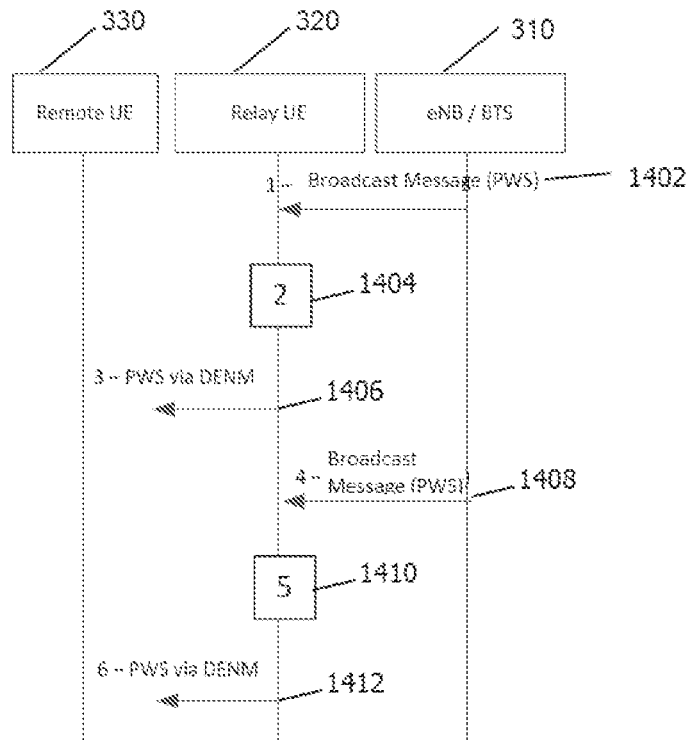 330
320
310
Remote UE
Relay UE
eNB / BTS
1 -- Broadcast Message (PWS)
1402
2
1404
3 -- PWS via DENM
1406
4 -- Broadcast
Message (PWS)
1408
5
1410
6 -- PWS via DENM
1412